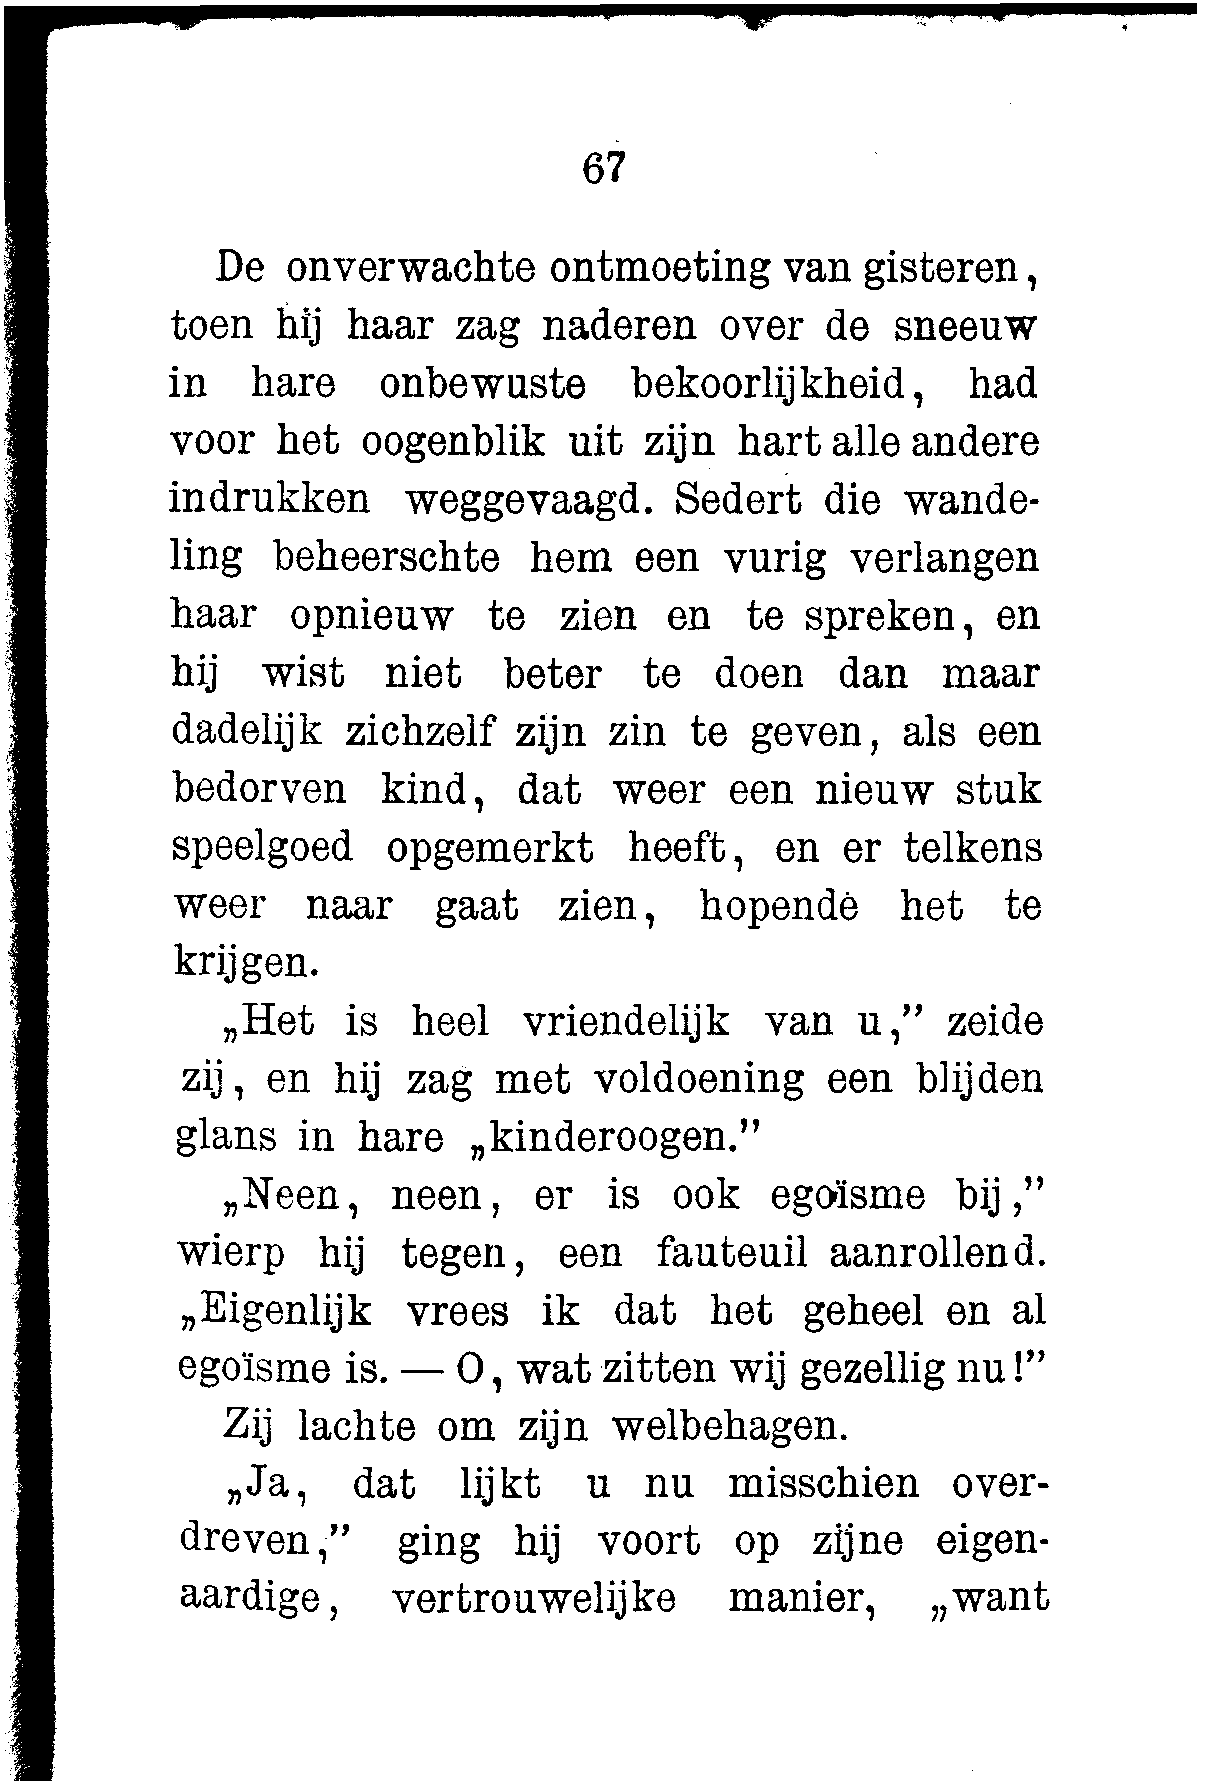 67
De onverwachte ontmoeting van gisteren,
toen hij haar zag naderen over de sneeuw
in hare onbewuste bekoorlijkheid, had
voor het oogenblik uit zijn hart alle andere
indrukken weggevaagd. Sedert die wande-
ling beheerschte hem een vurig verlangen
haar opnieuw te zien en te spreken, en
hij wist niet beter te doen dan maar
dadelijk zichzelf zijn zin te geven, als een
bedorven kind, dat weer een nieuw stuk
speelgoed opgemerkt heeft, en er telkens
weer naar gaat zien, hopende het te
krijgen.
„Het is heel vriendelijk van u,” zeide
zij, en hij zag met voldoening een blijden
glans in hare „kinderoogen.”
„Neen, neen, er is ook egoïsme bij,”
wierp hij tegen, een fauteuil aanrollend.
„Eigenlijk vrees ik dat het geheel en al
egoïsme is. — O, wat zitten wij gezellig nu!”
Zij lachte om zijn welbehagen.
„Ja, dat lijkt u nu misschien over-
dreven,” ging hij voort op zijne eigen-
aardige, vertrouwelijke manier, „want